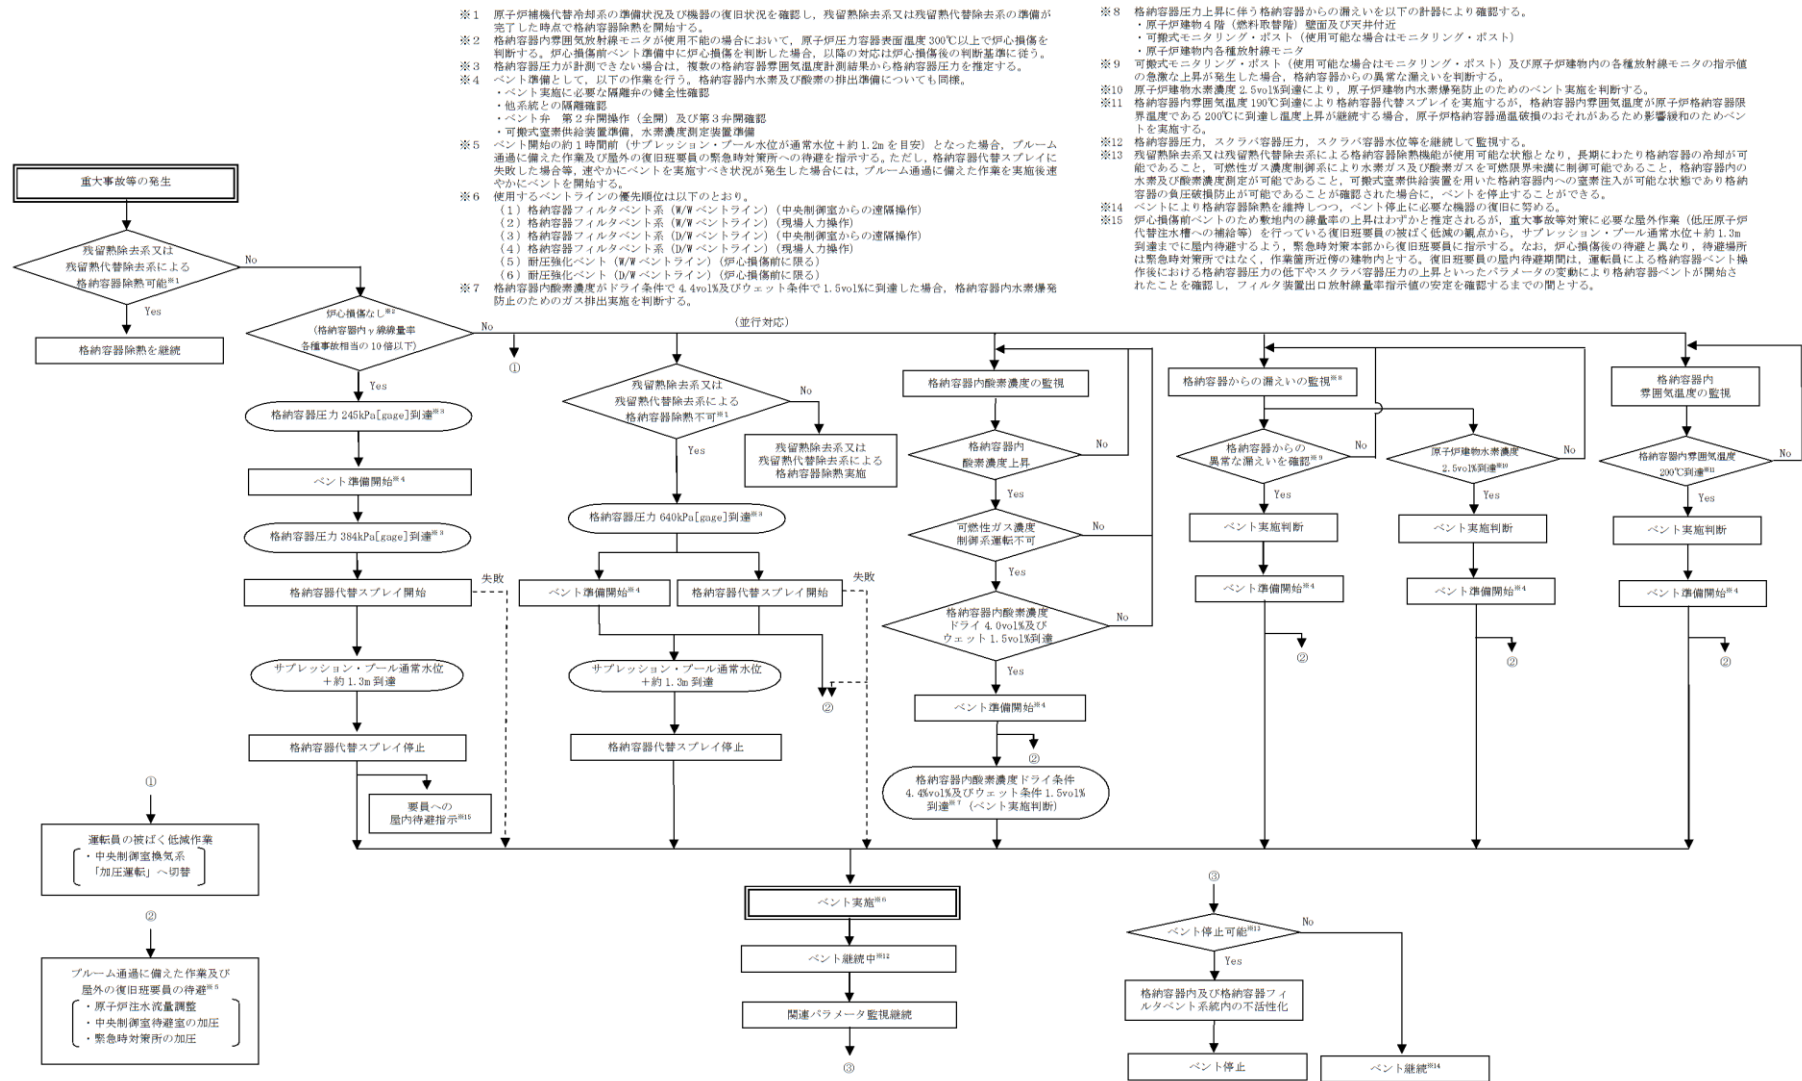 ※1 原子炉補機代替冷却系の準備状況及び機器の復旧状況を確認し,残留熱除去系又は残留熱代替除去系の準備が
完了した時点で格納容器除熱を開始する。
※2 格納容器内雰囲気放射線モニタが使用不能の場合において,原子炉圧力容器表面温度300℃以上で炉心損傷を
判断する。炉心損傷前ベント準備中に炉心損傷を判断した場合,以降の対応は炉心損傷後の判断基準に従う。
※3 格納容器圧力が計測できない場合は,複数の格納容器雰囲気温度計測結果から格納容器圧力を推定する。
※4 ベント準備として,以下の作業を行う。格納容器内水素及び酸素の排出準備についても同様。
・ベント実施に必要な隔離弁の健全性確認
・他系統との隔離確認
・ベント弁 第2弁開操作(全開)及び第3弁開確認
・可搬式窒素供給装置準備,水素濃度測定装置準備
※5 ベント開始の約1時間前(サプレッション・プール水位が通常水位+約1.2mを目安)となった場合,プルーム
通過に備えた作業及び屋外の復旧班要員の緊急時対策所への待避を指示する。ただし,格納容器代替スプレイに
失敗した場合等,速やかにベントを実施すべき状況が発生した場合には,プルーム通過に備えた作業を実施後速
やかにベントを開始する。
※6 使用するベントラインの優先順位は以下のとおり。
(1)格納容器フィルタベント系(W/Wベントライン)(中央制御室からの遠隔操作)
(2)格納容器フィルタベント系(W/Wベントライン)(現場人力操作)
(3)格納容器フィルタベント系(D/Wベントライン)(中央制御室からの遠隔操作)
(4)格納容器フィルタベント系(D/Wベントライン)(現場人力操作)
(5)耐圧強化ベント(W/Wベントライン)(炉心損傷前に限る)
(6)耐圧強化ベント(D/Wベントライン)(炉心損傷前に限る)
※7 格納容器内酸素濃度がドライ条件で4.4vol%及びウェット条件で1.5vol%に到達した場合,格納容器内水素爆発
防止のためのガス排出実施を判断する。
※8 格納容器圧力上昇に伴う格納容器からの漏えいを以下の計器により確認する。
・原子炉建物4階(燃料取替階)壁面及び天井付近
・可搬式モニタリング・ポスト(使用可能な場合はモニタリング・ポスト)
・原子炉建物内各種放射線モニタ
※9 可搬式モニタリング・ポスト(使用可能な場合はモニタリング・ポスト)及び原子炉建物内の各種放射線モニタの指示値
の急激な上昇が発生した場合,格納容器からの異常な漏えいを判断する。
※10 原子炉建物水素濃度2.5vol%到達により,原子炉建物内水素爆発防止のためのベント実施を判断する。
※11 格納容器内雰囲気温度190℃到達により格納容器代替スプレイを実施するが,格納容器内雰囲気温度が原子炉格納容器限
界温度である200℃に到達し温度上昇が継続する場合,原子炉格納容器過温破損のおそれがあるため影響緩和のためベン
トを実施する。
※12 格納容器圧力,スクラバ容器圧力,スクラバ容器水位等を継続して監視する。
※13 残留熱除去系又は残留熱代替除去系による格納容器除熱機能が使用可能な状態となり,長期にわたり格納容器の冷却が可
能であること,可燃性ガス濃度制御系により水素ガス及び酸素ガスを可燃限界未満に制御可能であること,格納容器内の
水素及び酸素濃度測定が可能であること,可搬式窒素供給装置を用いた格納容器内への窒素注入が可能な状態であり格納
容器の負圧破損防止が可能であることが確認された場合に,ベントを停止することができる。
※14 ベントにより格納容器除熱を維持しつつ,ベント停止に必要な機器の復旧に努める。
※15 炉心損傷前ベントのため敷地内の線量率の上昇はわずかと推定されるが,重大事故等対策に必要な屋外作業(低圧原子炉
代替注水槽への補給等)を行っている復旧班要員の被ばく低減の観点から,サプレッション・プール通常水位+約1.3m
到達までに屋内待避するよう,緊急時対策本部から復旧班要員に指示する。なお,炉心損傷後の待避と異なり,待避場所
は緊急時対策所ではなく,作業箇所近傍の建物内とする。復旧班要員の屋内待避期間は,運転員による格納容器ベント操
作後における格納容器圧力の低下やスクラバ容器圧力の上昇といったパラメータの変動により格納容器ベントが開始さ
れたことを確認し,フィルタ装置出口放射線量率指示値の安定を確認するまでの間とする。
重大事故等の発生
残留熱除去系又は
残留熱代替除去系による
格納容器除熱可能※1
No
Yes
格納容器除熱を継続
炉心損傷なし※2
(格納容器内γ線線量率
各種事故相当の10倍以下)
No
Yes
(並行対応)
①
格納容器圧力245kPa[gage]到達※3
ベント準備開始※4
格納容器圧力384kPa[gage]到達※3
格納容器代替スプレイ開始
失敗
サプレッション・プール通常水位
+約1.3m到達
格納容器代替スプレイ停止
要員への
屋内待避指示※15
残留熱除去系又は
残留熱代替除去系による
格納容器除熱不可※1
No
Yes
残留熱除去系又は
残留熱代替除去系による
格納容器除熱実施
格納容器圧力640kPa[gage]到達※3
ベント準備開始※4
格納容器代替スプレイ開始
失敗
サプレッション・プール通常水位
+約1.3m到達
②
格納容器代替スプレイ停止
格納容器内酸素濃度の監視
格納容器内
酸素濃度上昇
No
Yes
可燃性ガス濃度
制御系運転不可
No
Yes
格納容器内酸素濃度
ドライ4.0vol%及び
ウェット1.5vol%到達
No
Yes
ベント準備開始※4
②
格納容器内酸素濃度ドライ条件
4.4%vol%及びウェット条件1.5vol%
到達※7(ベント実施判断)
格納容器からの漏えいの監視※8
格納容器からの
異常な漏えいを確認※9
No
Yes
ベント実施判断
ベント準備開始※4
②
原子炉建物水素濃度
2.5vol%到達※10
No
Yes
ベント実施判断
ベント準備開始※4
②
格納容器内
雰囲気温度の監視
格納容器内雰囲気温度
200℃到達※11
No
Yes
ベント実施判断
ベント準備開始※4
②
①
運転員の被ばく低減作業
・中央制御室換気系
「加圧運転」へ切替
②
プルーム通過に備えた作業及び
屋外の復旧班要員の待避※5
・原子炉注水流量調整
・中央制御室待避室の加圧
・緊急時対策所の加圧
ベント実施※6
ベント継続中※12
関連パラメータ監視継続
③
③
ベント停止可能※13
No
Yes
格納容器内及び格納容器フィ
ルタベント系統内の不活性化
ベント停止
ベント継続※14